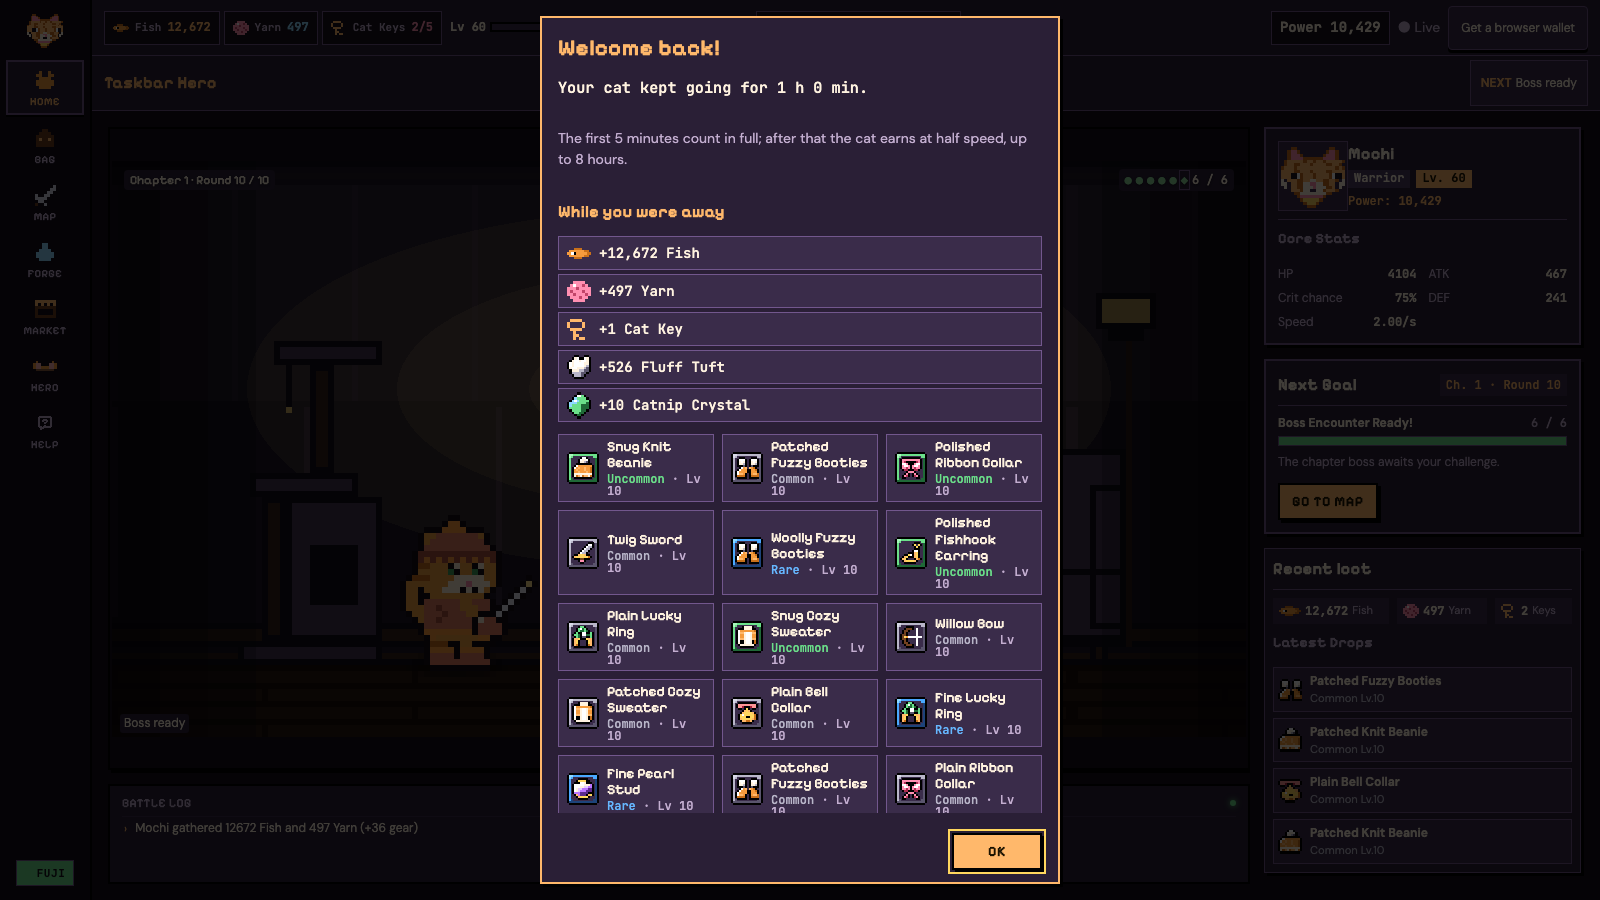 Fish 12,672
Yarn 497
Cat Keys 2/5
Lv 60
Power 10,429
Live
Get a browser wallet
Taskbar Hero
NEXT Boss ready
HOME
BAG
MAP
FORGE
MARKET
HERO
HELP
FUJI
Chapter 1 · Round 10 / 10
6 / 6
Boss ready
BATTLE LOG
› Mochi gathered 12672 Fish and 497 Yarn (+36 gear)
Welcome back!
Your cat kept going for 1 h 0 min.
The first 5 minutes count in full; after that the cat earns at half speed, up
to 8 hours.
While you were away
+12,672 Fish
+497 Yarn
+1 Cat Key
+526 Fluff Tuft
+10 Catnip Crystal
Snug Knit
Beanie
Uncommon · Lv
10
Patched
Fuzzy Booties
Common · Lv
10
Polished
Ribbon Collar
Uncommon · Lv
10
Twig Sword
Common · Lv
10
Woolly Fuzzy
Booties
Rare · Lv 10
Polished
Fishhook
Earring
Uncommon · Lv
10
Plain Lucky
Ring
Common · Lv
10
Snug Cozy
Sweater
Uncommon · Lv
10
Willow Bow
Common · Lv
10
Patched Cozy
Sweater
Common · Lv
10
Plain Bell
Collar
Common · Lv
10
Fine Lucky
Ring
Rare · Lv 10
Fine Pearl
Stud
Rare · Lv 10
Patched
Fuzzy Booties
Common · Lv
10
Plain Ribbon
Collar
Common · Lv
10
OK
Mochi
Warrior Lv. 60
Power: 10,429
Core Stats
HP 4104 ATK 467
Crit chance 75% DEF 241
Speed 2.00/s
Next Goal
Ch. 1 · Round 10
Boss Encounter Ready! 6 / 6
The chapter boss awaits your challenge.
GO TO MAP
Recent loot
12,672 Fish
497 Yarn
2 Keys
Latest Drops
Patched Fuzzy Booties
Common Lv.10
Patched Knit Beanie
Common Lv.10
Plain Bell Collar
Common Lv.10
Patched Knit Beanie
Common Lv.10